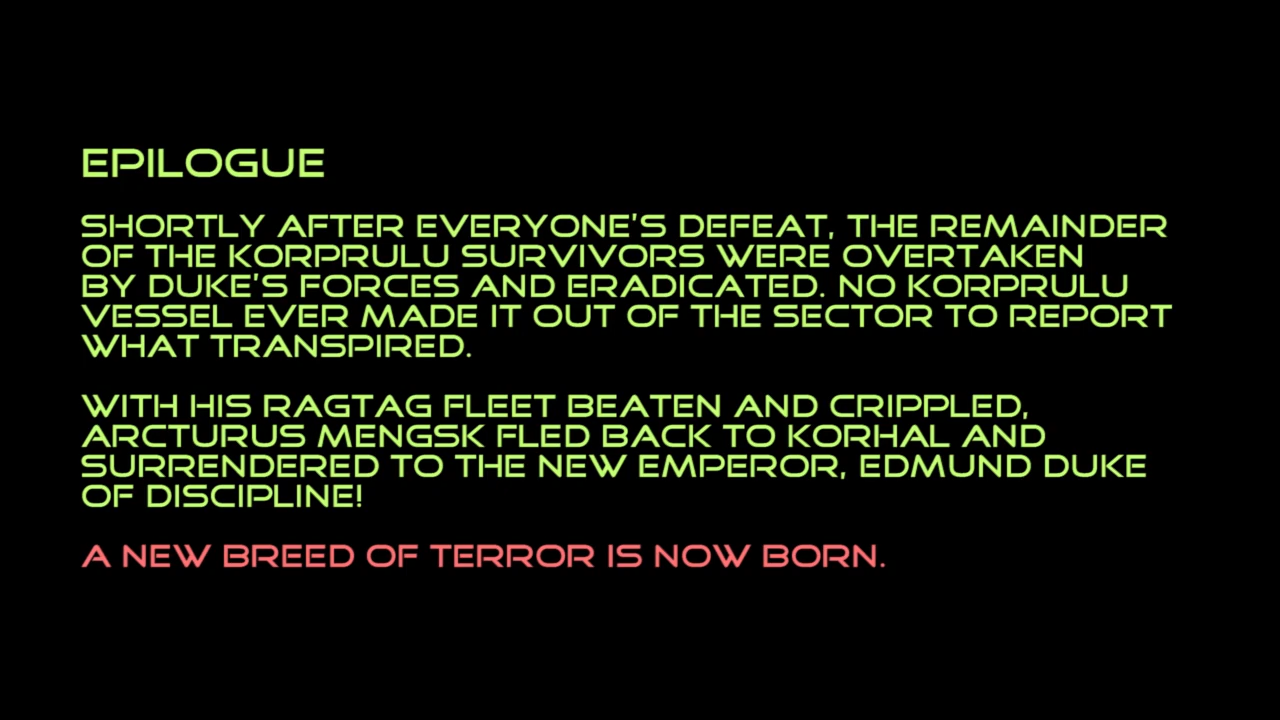 EPILOGUE
SHORTLY AFTER EVERYONE'S DEFEAT, THE REMAINDER
OF THE KORPRULU SURVIVORS WERE OVERTAKEN
BY DUKE'S FORCES AND ERADICATED. NO KORPRULU
VESSEL EVER MADE IT OUT OF THE SECTOR TO REPORT
WHAT TRANSPIRED.
WITH HIS RAGTAG FLEET BEATEN AND CRIPPLED,
ARCTURUS MENGSK FLED BACK TO KORHAL AND
SURRENDERED TO THE NEW EMPEROR, EDMUND DUKE
OF DISCIPLINE!
A NEW BREED OF TERROR IS NOW BORN.